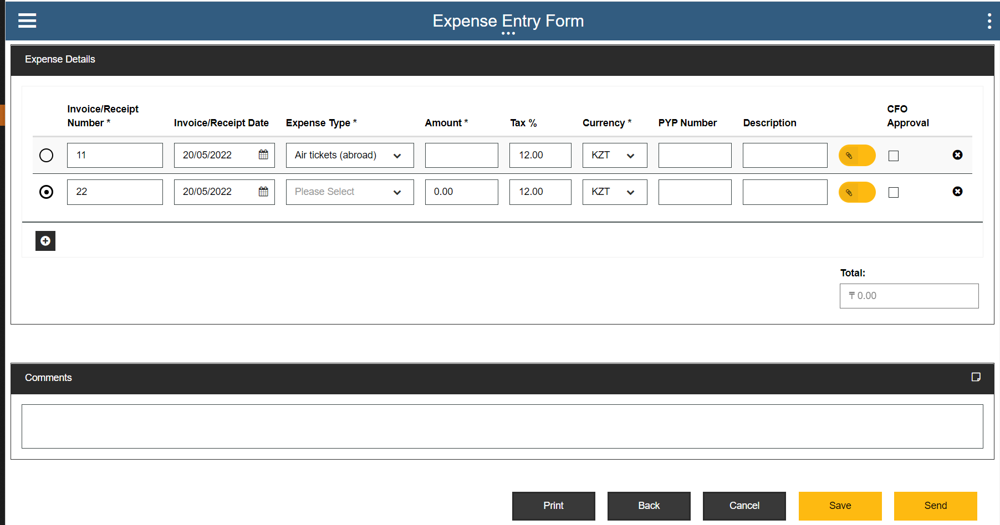 Expense Entry Form
Expense Details
Invoice/Receipt
Number *
Invoice/Receipt Date
Expense Type *
Amount *
Tax %
Currency *
PYP Number
Description
CFO
Approval
11
20/05/2022
Air tickets (abroad)
12.00
KZT
22
20/05/2022
Please Select
0.00
12.00
KZT
Total:
₸ 0.00
Comments
Print
Back
Cancel
Save
Send